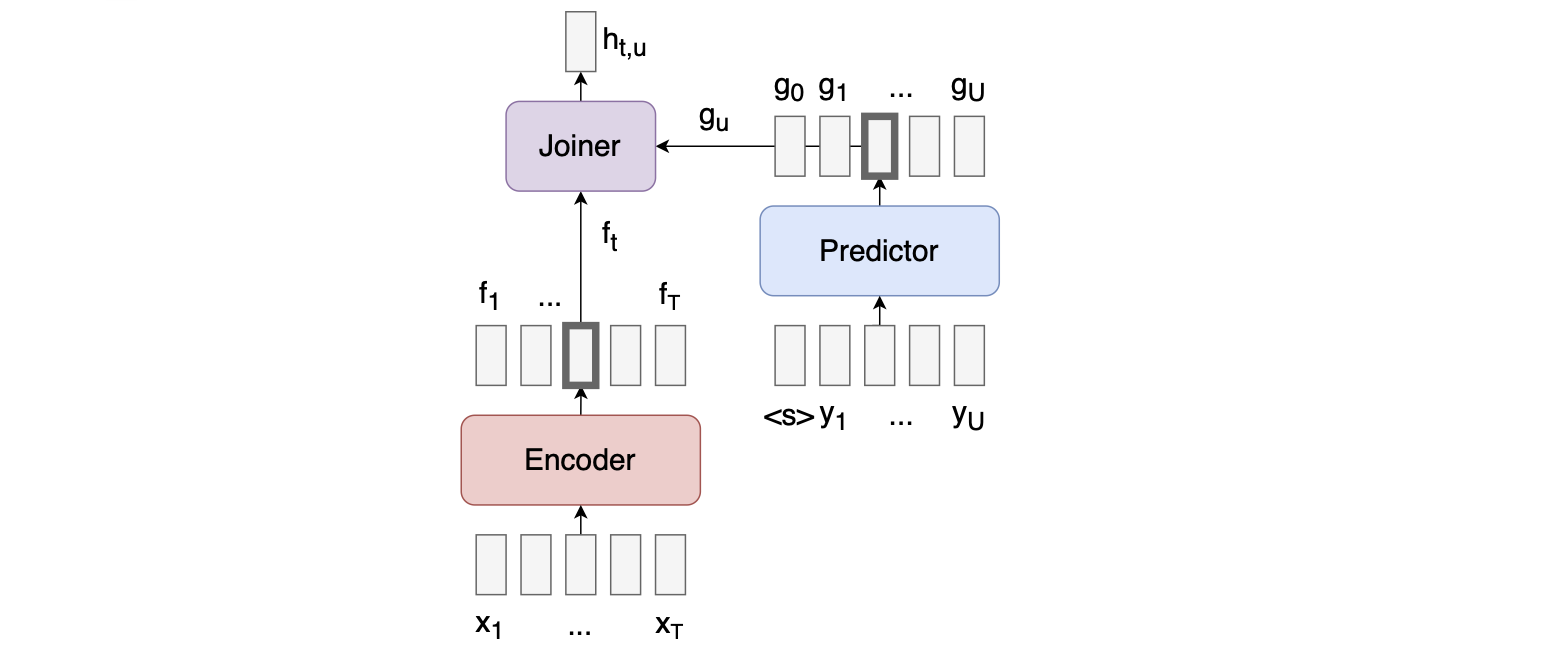 h_t,u
g_0 g_1 ... g_U
g_u
Joiner
f_t
Predictor
f_1 ... f_T
<s> y_1 ... y_U
Encoder
x_1 ... x_T